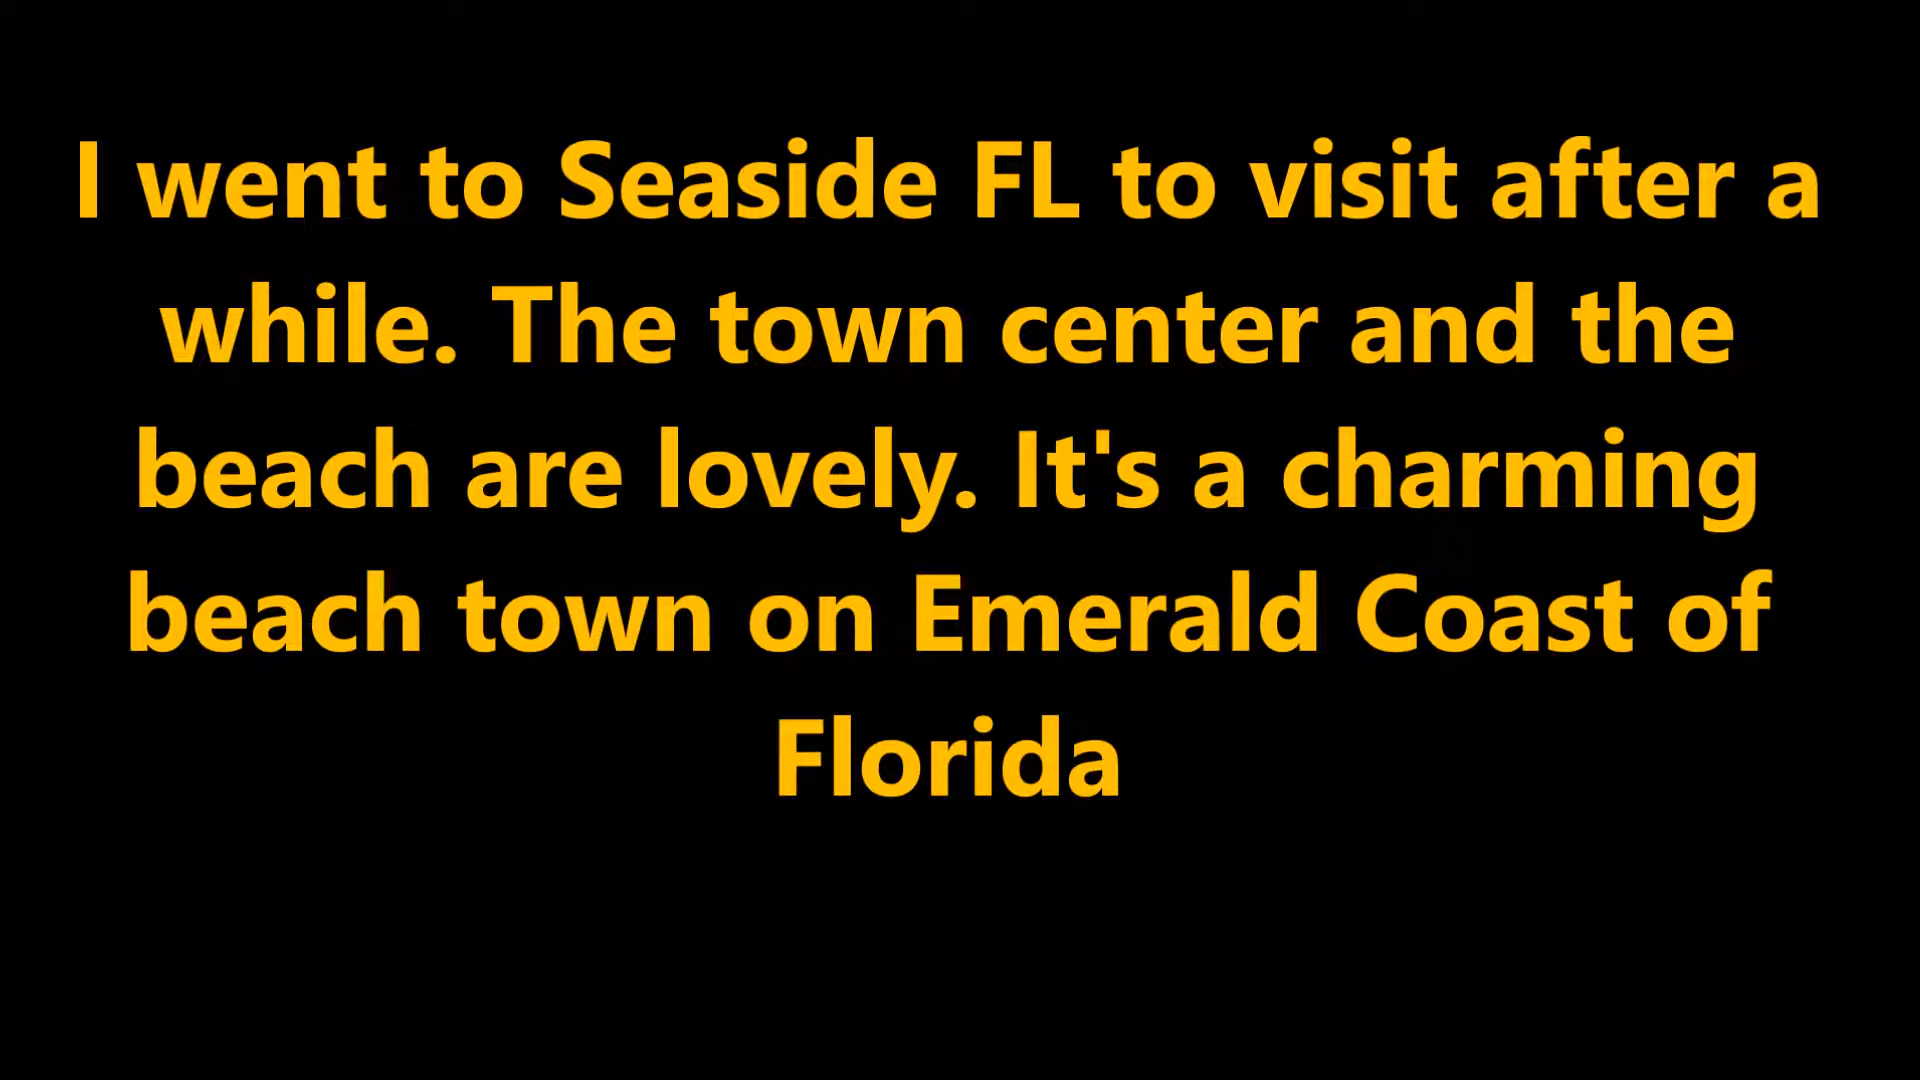 I went to Seaside FL to visit after a
while. The town center and the
beach are lovely. It's a charming
beach town on Emerald Coast of
Florida